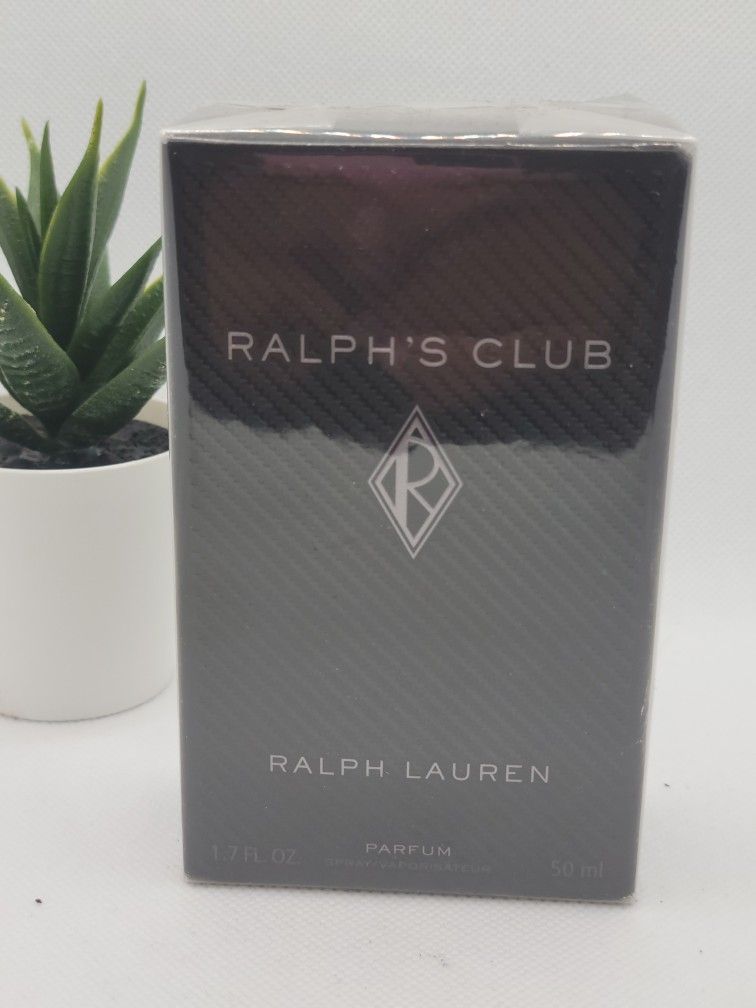 RALPH'S CLUB
R
RALPH LAUREN
1.7 FL. OZ. PARFUM 50 ml
SPRAY/VAPORISATEUR